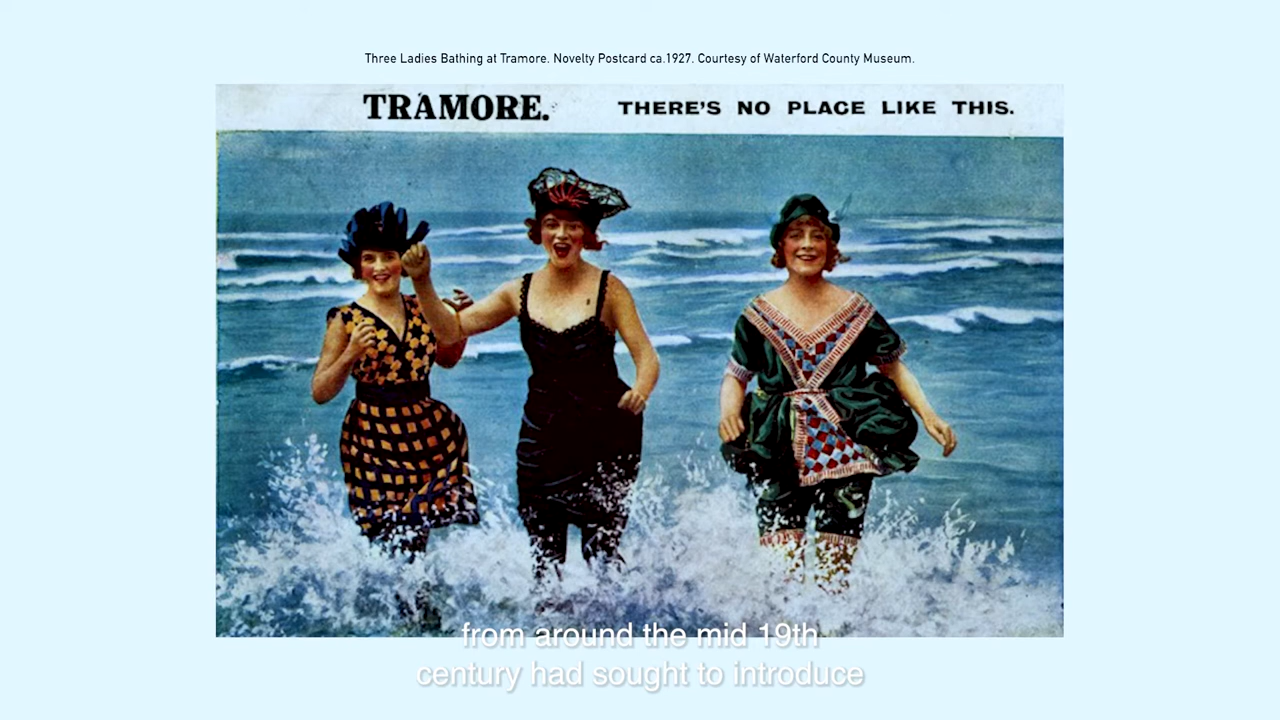 Three Ladies Bathing at Tramore. Novelty Postcard ca.1927. Courtesy of Waterford County Museum.
TRAMORE. THERE'S NO PLACE LIKE THIS.
from around the mid 19th
century had sought to introduce